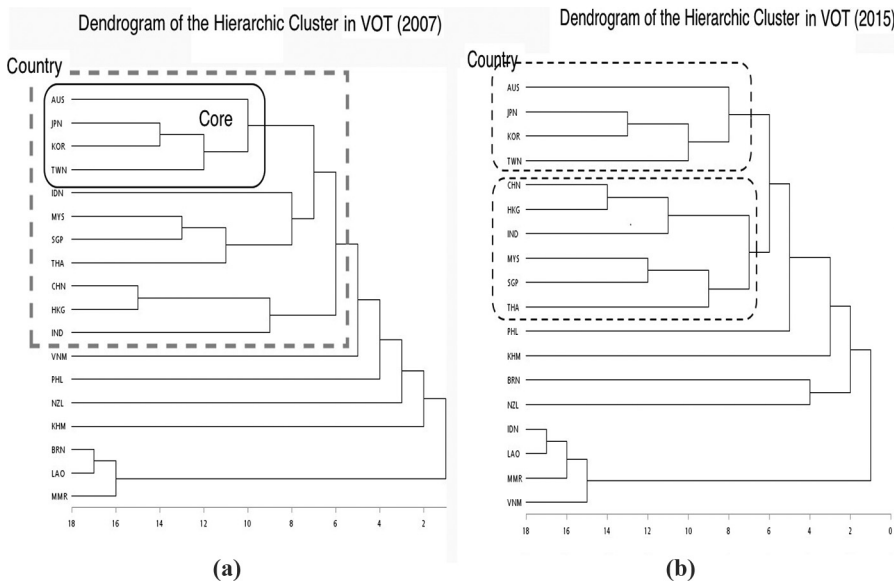 Dendrogram of the Hierarchic Cluster in VOT (2007)
Country
AUS
Core
JPN
KOR
TWN
IDN
MYS
SGP
THA
CHN
HKG
IND
VNM
PHL
NZL
KHM
BRN
LAO
MMR
18 16 14 12 10 8 6 4 2
(a)
Dendrogram of the Hierarchic Cluster in VOT (2015)
Country
AUS
JPN
KOR
TWN
CHN
HKG
IND
MYS
SGP
THA
PHL
KHM
BRN
NZL
IDN
LAO
MMR
VNM
18 16 14 12 10 8 6 4 2 0
(b)